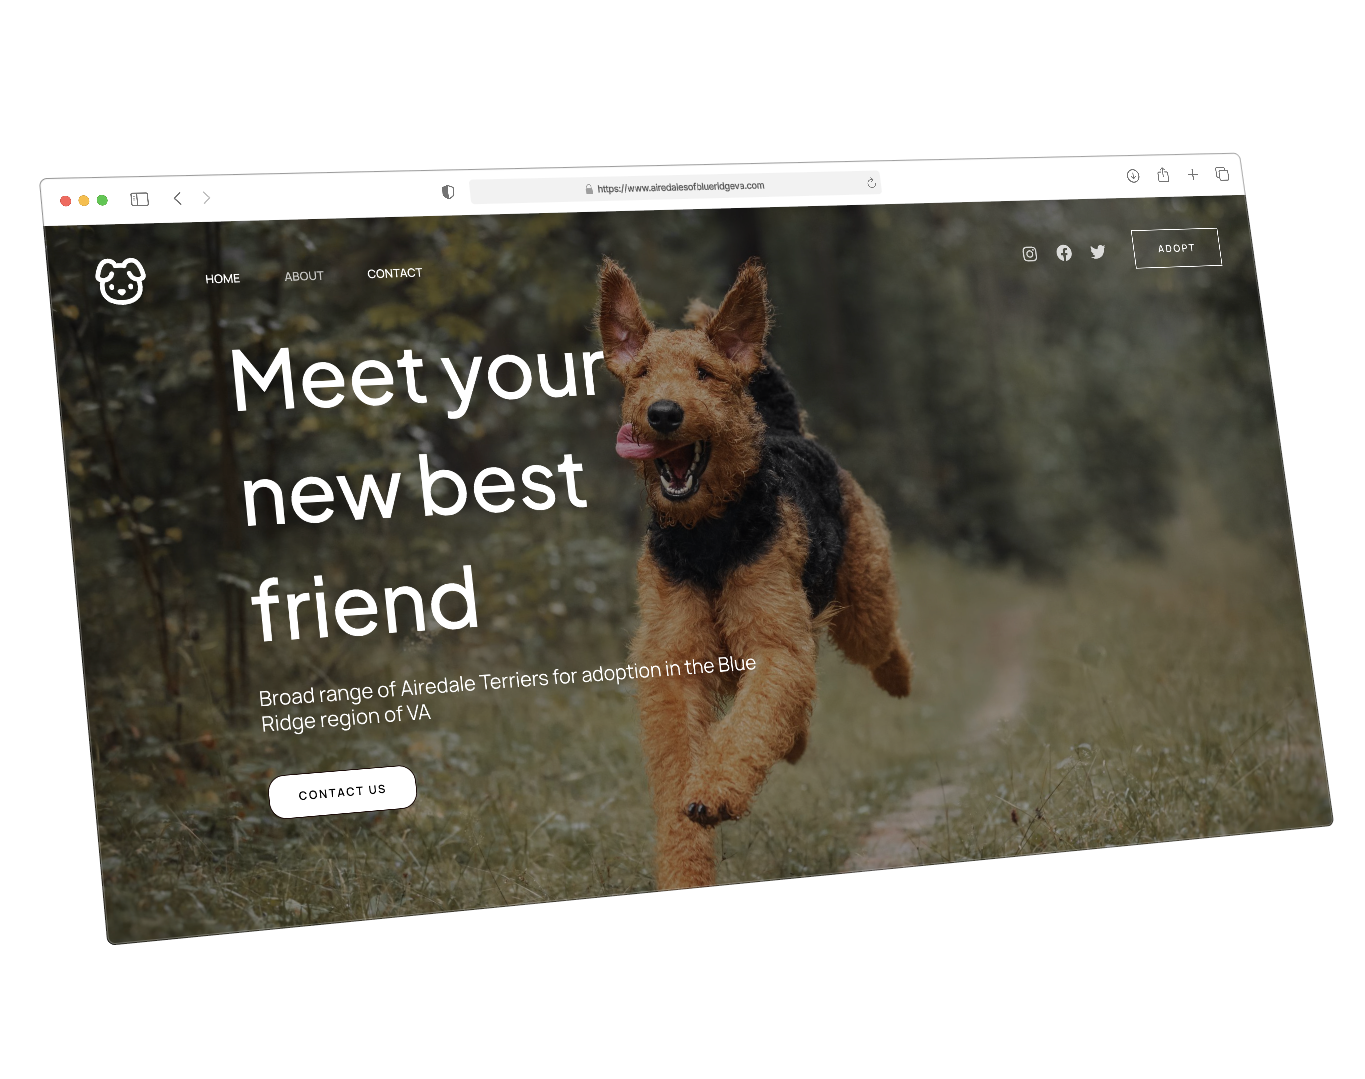 https://www.airedalesofblueridgeva.com
HOME ABOUT CONTACT
ADOPT
Meet your
new best
friend
Broad range of Airedale Terriers for adoption in the Blue
Ridge region of VA
CONTACT US